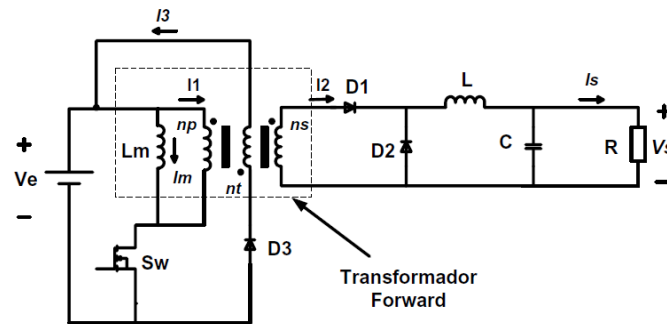 I3
I1
I2
D1
L
Is
+
Ve
−
Lm
Im
np
nt
ns
D2
C
R
+
Vs
−
Sw
D3
Transformador
Forward